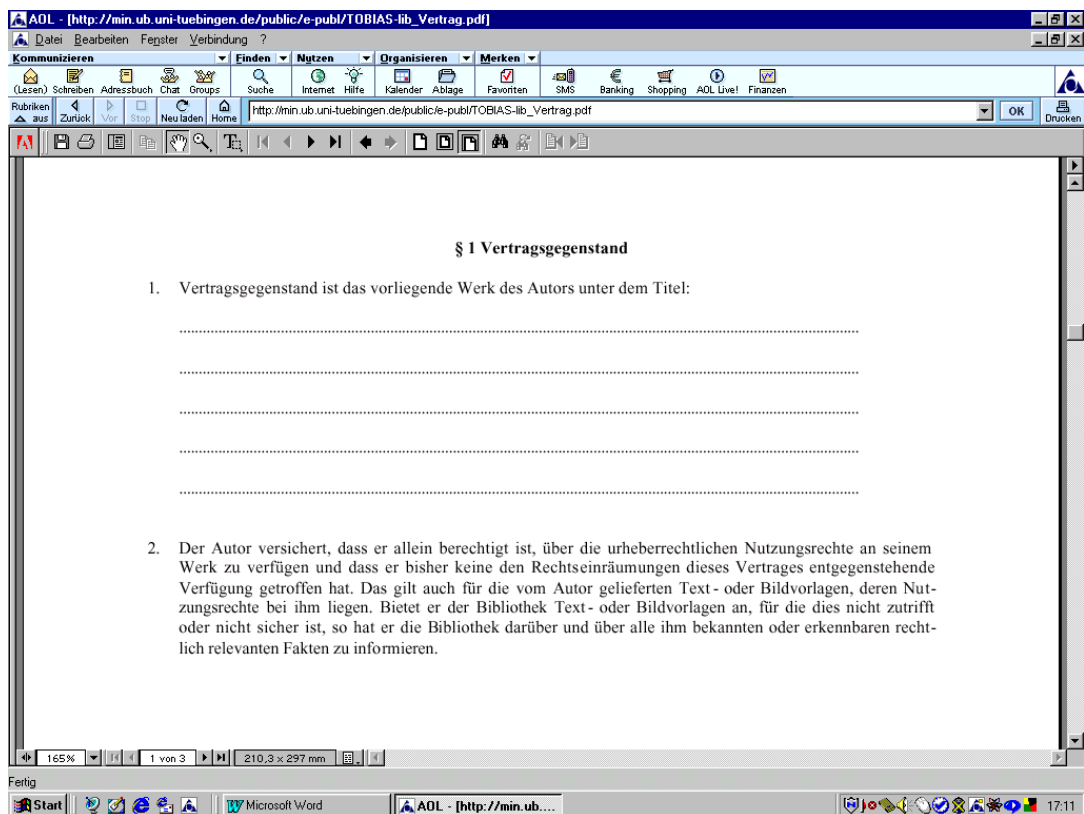 AOL - [http://min.ub.uni-tuebingen.de/public/e-publ/TOBIAS-lib_Vertrag.pdf]
Datei Bearbeiten Fenster Verbindung ?
Kommunizieren Finden Nutzen Organisieren Merken
(Lesen) Schreiben Adressbuch Chat Groups Suche Internet Hilfe Kalender Ablage Favoriten SMS Banking Shopping AOL Live! Finanzen
Rubriken aus Zurück Vor Stop Neu laden Home http://min.ub.uni-tuebingen.de/public/e-publ/TOBIAS-lib_Vertrag.pdf OK Drucken
§ 1 Vertragsgegenstand
1. Vertragsgegenstand ist das vorliegende Werk des Autors unter dem Titel:
2. Der Autor versichert, dass er allein berechtigt ist, über die urheberrechtlichen Nutzungsrechte an seinem
Werk zu verfügen und dass er bisher keine den Rechtseinräumungen dieses Vertrages entgegenstehende
Verfügung getroffen hat. Das gilt auch für die vom Autor gelieferten Text- oder Bildvorlagen, deren Nut-
zungsrechte bei ihm liegen. Bietet er der Bibliothek Text- oder Bildvorlagen an, für die dies nicht zutrifft
oder nicht sicher ist, so hat er die Bibliothek darüber und über alle ihm bekannten oder erkennbaren recht-
lich relevanten Fakten zu informieren.
165% 1 von 3 210,3 x 297 mm
Fertig
Start Microsoft Word AOL - [http://min.ub.... 17:11